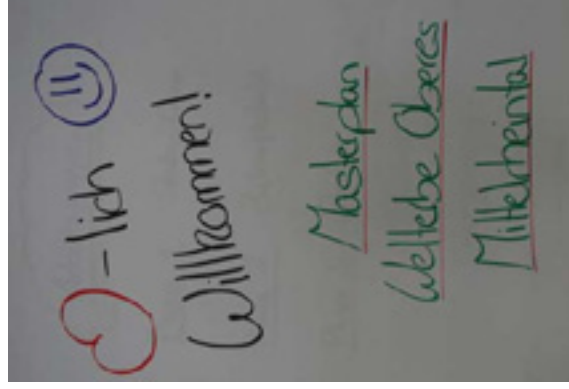 -lich
Willkommen!
Masterplan
Welterbe Oberes
Mittelrheintal